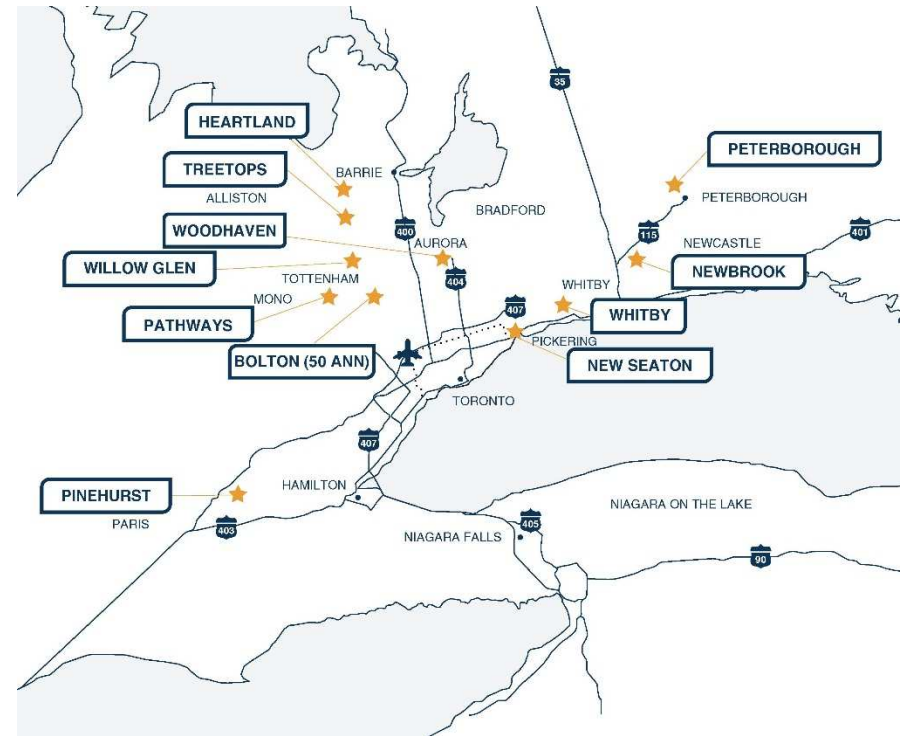 35
HEARTLAND
PETERBOROUGH
TREETOPS
BARRIE
ALLISTON
PETERBOROUGH
BRADFORD
WOODHAVEN
400
115
401
AURORA
NEWCASTLE
WILLOW GLEN
NEWBROOK
TOTTENHAM
404
WHITBY
MONO
407
WHITBY
PATHWAYS
PICKERING
BOLTON (50 ANN)
NEW SEATON
TORONTO
407
HAMILTON
PINEHURST
NIAGARA ON THE LAKE
PARIS
403
405
NIAGARA FALLS
90